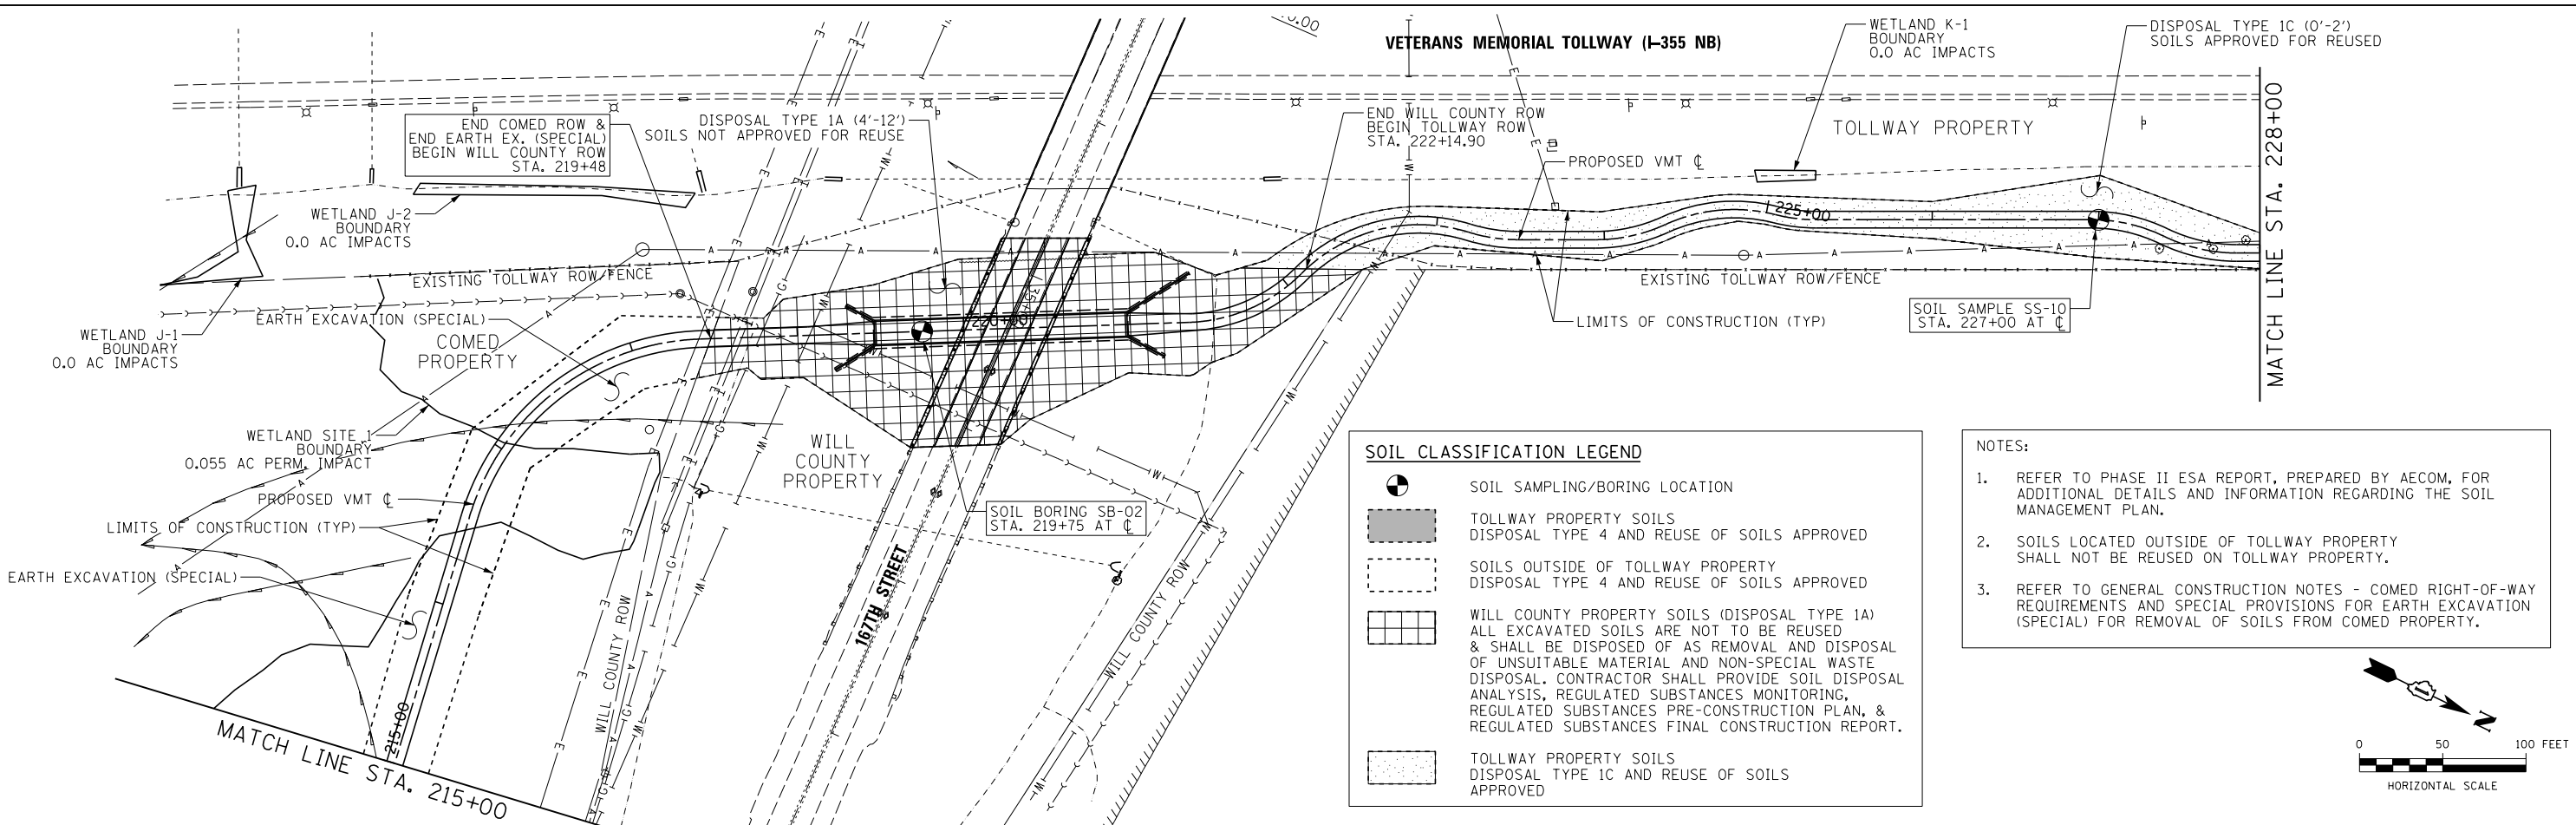 VETERANS MEMORIAL TOLLWAY (I-355 NB)
WETLAND K-1
BOUNDARY
0.0 AC IMPACTS
DISPOSAL TYPE 1C (0'-2')
SOILS APPROVED FOR REUSED
END COMED ROW &
END EARTH EX. (SPECIAL)
BEGIN WILL COUNTY ROW
STA. 219+48
DISPOSAL TYPE 1A (4'-12')
SOILS NOT APPROVED FOR REUSE
END WILL COUNTY ROW
BEGIN TOLLWAY ROW
STA. 222+14.90
PROPOSED VMT ℄
TOLLWAY PROPERTY
MATCH LINE STA. 228+00
WETLAND J-2
BOUNDARY
0.0 AC IMPACTS
225+00
EXISTING TOLLWAY ROW/FENCE
EXISTING TOLLWAY ROW/FENCE
EARTH EXCAVATION (SPECIAL)
220+00
WETLAND J-1
BOUNDARY
0.0 AC IMPACTS
COMED
PROPERTY
LIMITS OF CONSTRUCTION (TYP)
SOIL SAMPLE SS-10
STA. 227+00 AT ℄
WETLAND SITE 1
BOUNDARY
0.055 AC PERM. IMPACT
WILL
COUNTY
PROPERTY
PROPOSED VMT ℄
LIMITS OF CONSTRUCTION (TYP)
SOIL BORING SB-02
STA. 219+75 AT ℄
EARTH EXCAVATION (SPECIAL)
WILL COUNTY ROW
167TH STREET
WILL COUNTY ROW
215+00
MATCH LINE STA. 215+00
SOIL CLASSIFICATION LEGEND
SOIL SAMPLING/BORING LOCATION
TOLLWAY PROPERTY SOILS
DISPOSAL TYPE 4 AND REUSE OF SOILS APPROVED
SOILS OUTSIDE OF TOLLWAY PROPERTY
DISPOSAL TYPE 4 AND REUSE OF SOILS APPROVED
WILL COUNTY PROPERTY SOILS (DISPOSAL TYPE 1A)
ALL EXCAVATED SOILS ARE NOT TO BE REUSED
& SHALL BE DISPOSED OF AS REMOVAL AND DISPOSAL
OF UNSUITABLE MATERIAL AND NON-SPECIAL WASTE
DISPOSAL. CONTRACTOR SHALL PROVIDE SOIL DISPOSAL
ANALYSIS, REGULATED SUBSTANCES MONITORING,
REGULATED SUBSTANCES PRE-CONSTRUCTION PLAN, &
REGULATED SUBSTANCES FINAL CONSTRUCTION REPORT.
TOLLWAY PROPERTY SOILS
DISPOSAL TYPE 1C AND REUSE OF SOILS
APPROVED
NOTES:
1. REFER TO PHASE II ESA REPORT, PREPARED BY AECOM, FOR
ADDITIONAL DETAILS AND INFORMATION REGARDING THE SOIL
MANAGEMENT PLAN.
2. SOILS LOCATED OUTSIDE OF TOLLWAY PROPERTY
SHALL NOT BE REUSED ON TOLLWAY PROPERTY.
3. REFER TO GENERAL CONSTRUCTION NOTES - COMED RIGHT-OF-WAY
REQUIREMENTS AND SPECIAL PROVISIONS FOR EARTH EXCAVATION
(SPECIAL) FOR REMOVAL OF SOILS FROM COMED PROPERTY.
N
0 50 100 FEET
HORIZONTAL SCALE